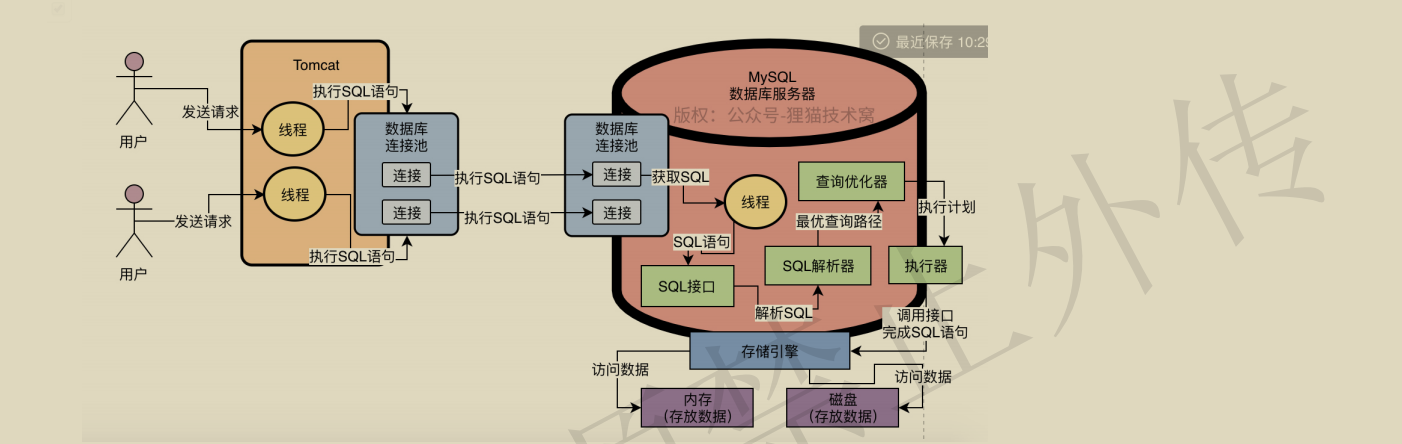 最近保存 10:29
Tomcat
MySQL
数据库服务器
版权：公众号-狸猫技术窝
执行SQL语句
发送请求
线程
用户
数据库
连接池
连接
执行SQL语句
连接
执行SQL语句
数据库
连接池
连接
连接
获取SQL
线程
查询优化器
执行计划
最优查询路径
发送请求
线程
用户
执行SQL语句
SQL语句
SQL接口
解析SQL
SQL解析器
执行器
调用接口
完成SQL语句
存储引擎
访问数据
访问数据
内存
（存放数据）
磁盘
（存放数据）
禁止外传